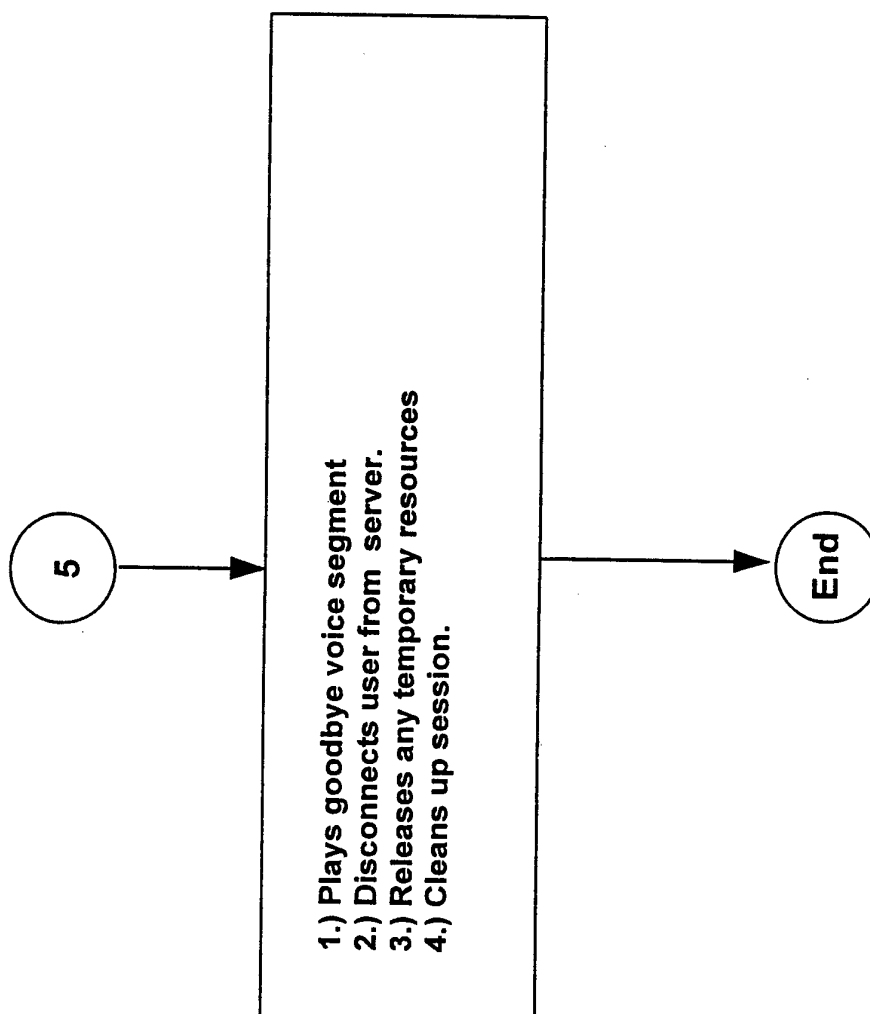 5
1.) Plays goodbye voice segment
2.) Disconnects user from server.
3.) Releases any temporary resources
4.) Cleans up session.
End